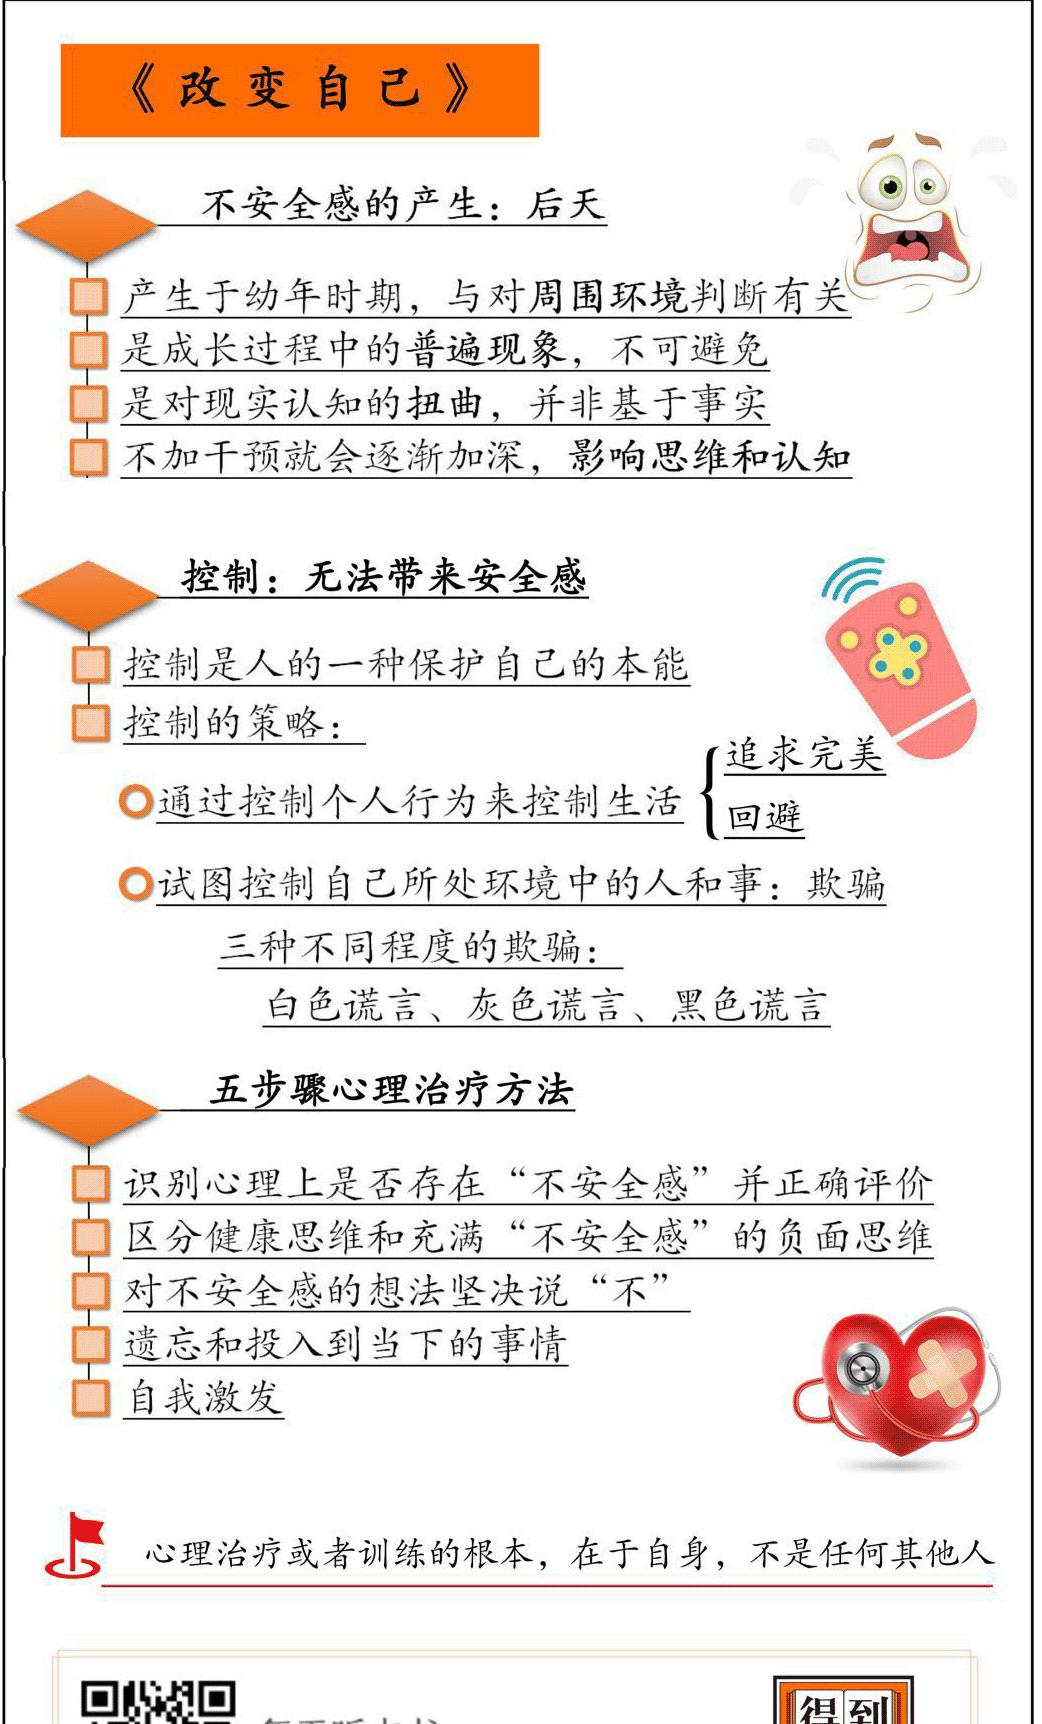 《改变自己》
不安全感的产生：后天
产生于幼年时期，与对周围环境判断有关
是成长过程中的普遍现象，不可避免
是对现实认知的扭曲，并非基于事实
不加干预就会逐渐加深，影响思维和认知
控制：无法带来安全感
控制是人的一种保护自己的本能
控制的策略：
通过控制个人行为来控制生活
追求完美
回避
试图控制自己所处环境中的人和事：欺骗
三种不同程度的欺骗：
白色谎言、灰色谎言、黑色谎言
五步骤心理治疗方法
识别心理上是否存在“不安全感”并正确评价
区分健康思维和充满“不安全感”的负面思维
对不安全感的想法坚决说“不”
遗忘和投入到当下的事情
自我激发
心理治疗或者训练的根本，在于自身，不是任何其他人
得到